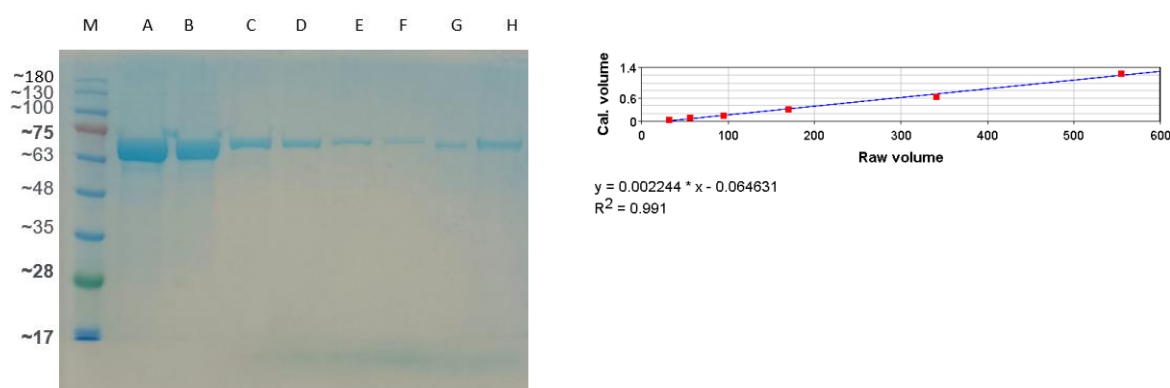 M A B C D E F G H
~180
~130
~100
~75
~63
~48
~35
~28
~17
1.4
0.6
0
Cal. volume
0 100 200 300 400 500 600
Raw volume
y = 0.002244 * x - 0.064631
R² = 0.991